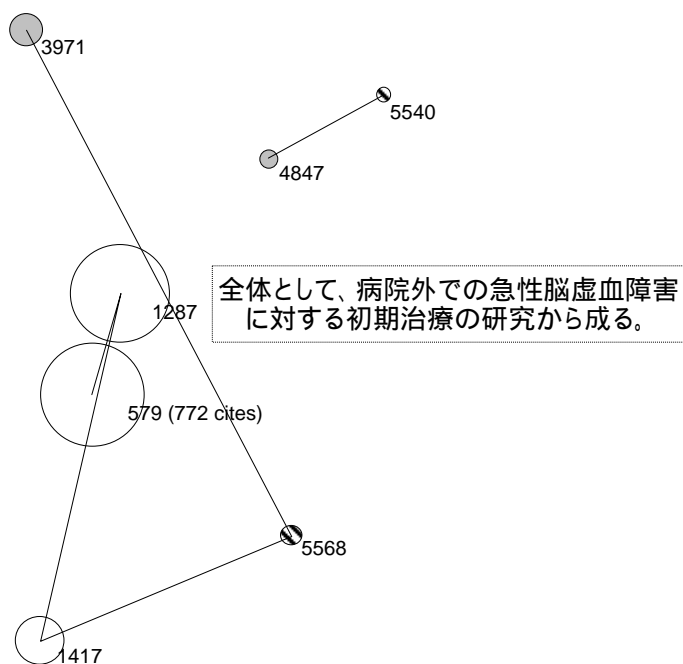 3971
5540
4847
全体として、病院外での急性脳虚血障害
に対する初期治療の研究から成る。
1287
579 (772 cites)
5568
1417